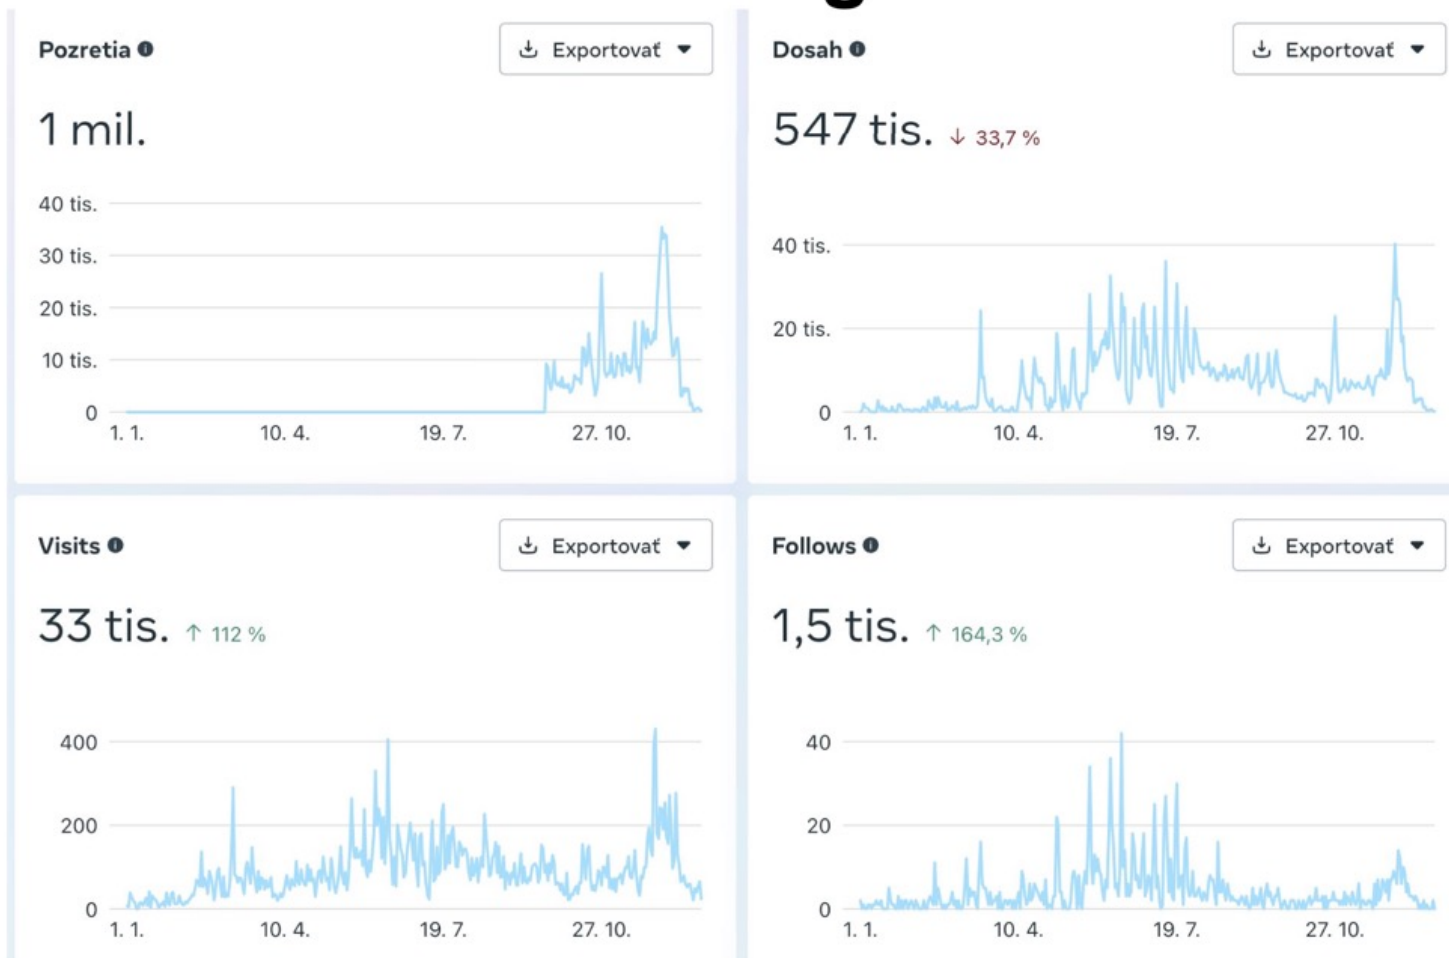 Pozretia
Exportovať
1 mil.
40 tis.
30 tis.
20 tis.
10 tis.
0
1. 1.
10. 4.
19. 7.
27. 10.
Dosah
Exportovať
547 tis. ↓ 33,7 %
40 tis.
20 tis.
0
1. 1.
10. 4.
19. 7.
27. 10.
Visits
Exportovať
33 tis. ↑ 112 %
400
200
0
1. 1.
10. 4.
19. 7.
27. 10.
Follows
Exportovať
1,5 tis. ↑ 164,3 %
40
20
0
1. 1.
10. 4.
19. 7.
27. 10.